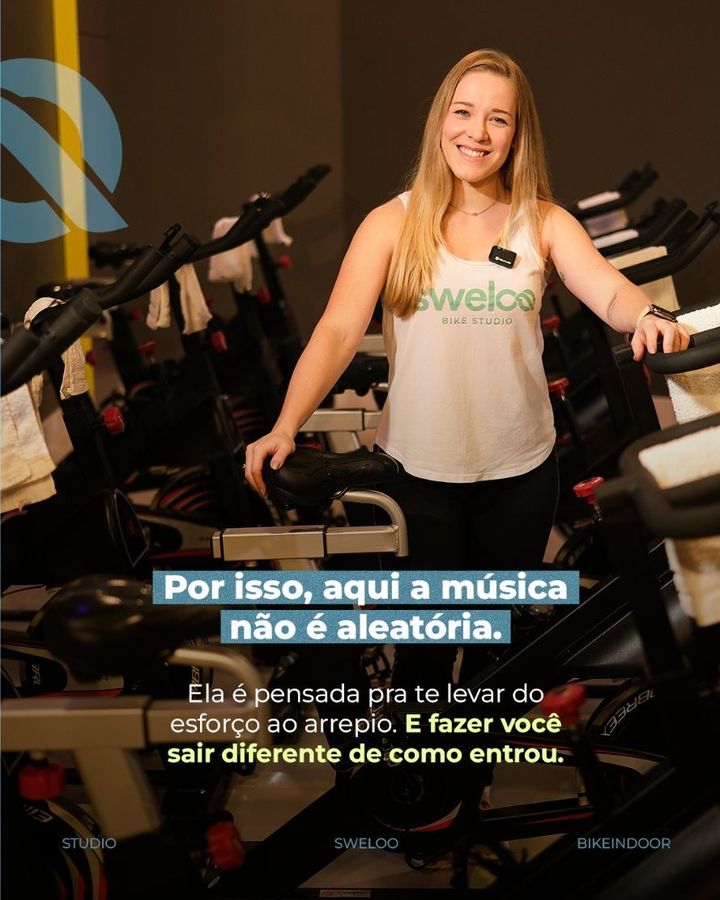 sweloo
BIKE STUDIO
Por isso, aqui a música
não é aleatória.
Ela é pensada pra te levar do
esforço ao arrepio. E fazer você
sair diferente de como entrou.
STUDIO
SWELOO
BIKEINDOOR